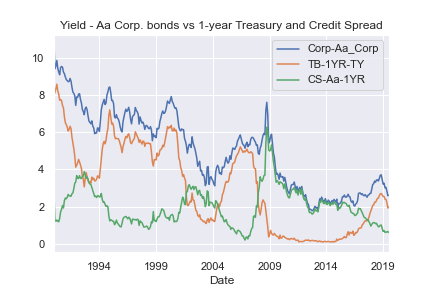 Yield - Aa Corp. bonds vs 1-year Treasury and Credit Spread
Corp-Aa_Corp
TB-1YR-TY
CS-Aa-1YR
10
8
6
4
2
0
1994
1999
2004
2009
2014
2019
Date